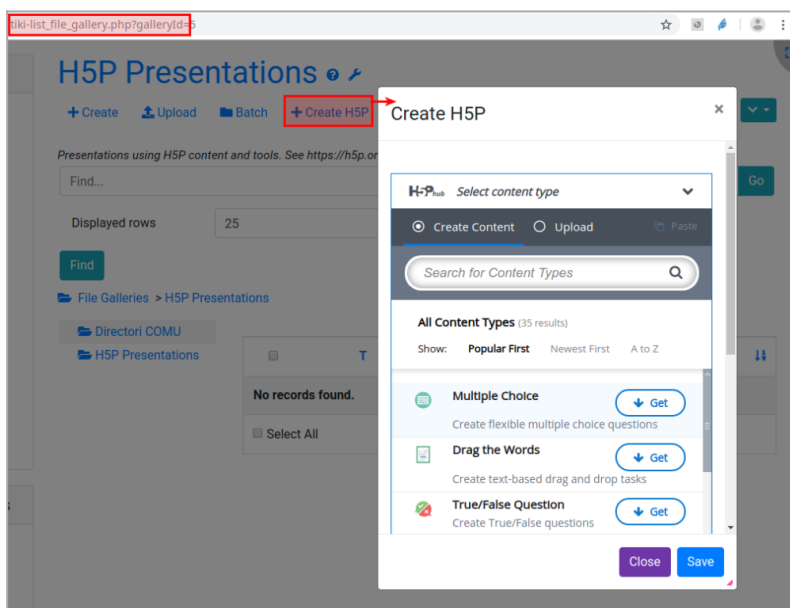 tiki-list_file_gallery.php?galleryId=5
H5P Presentations
Create Upload Batch Create H5P
Presentations using H5P content and tools. See https://h5p.or
Find... Go
Displayed rows 25
Find
File Galleries > H5P Presentations
Directori COMU
H5P Presentations
T
No records found.
Select All
Create H5P ×
H5P hub Select content type
Create Content Upload Paste
Search for Content Types
All Content Types (35 results)
Show: Popular First Newest First A to Z
Multiple Choice Get
Create flexible multiple choice questions
Drag the Words Get
Create text-based drag and drop tasks
True/False Question Get
Create True/False questions
Close Save